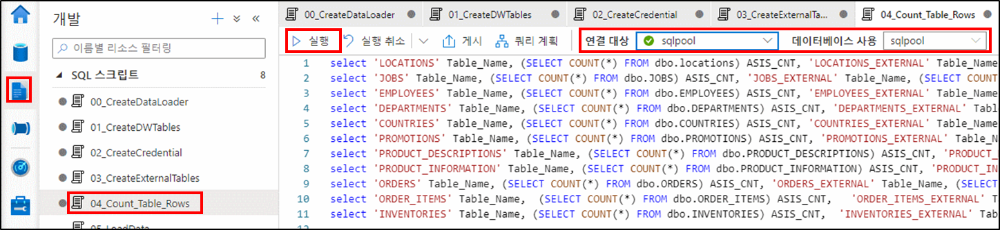 개발
이름별 리소스 필터링
SQL 스크립트 8
00_CreateDataLoader
01_CreateDWTables
02_CreateCredential
03_CreateExternalTables
04_Count_Table_Rows
05_LoadData
00_CreateDataLoader 01_CreateDWTables 02_CreateCredential 03_CreateExternalTa... 04_Count_Table_Rows
실행 실행 취소 게시 쿼리 계획 연결 대상 sqlpool 데이터베이스 사용 sqlpool
1 select 'LOCATIONS' Table_Name, (SELECT COUNT(*) FROM dbo.locations) ASIS_CNT, 'LOCATIONS_EXTERNAL' Table_Name
2 select 'JOBS' Table_Name, (SELECT COUNT(*) FROM dbo.JOBS) ASIS_CNT, 'JOBS_EXTERNAL' Table_Name, (SELECT COUNT
3 select 'EMPLOYEES' Table_Name, (SELECT COUNT(*) FROM dbo.EMPLOYEES) ASIS_CNT, 'EMPLOYEES_EXTERNAL' Table_Name
4 select 'DEPARTMENTS' Table_Name, (SELECT COUNT(*) FROM dbo.DEPARTMENTS) ASIS_CNT, 'DEPARTMENTS_EXTERNAL' Tabl
5 select 'COUNTRIES' Table_Name, (SELECT COUNT(*) FROM dbo.COUNTRIES) ASIS_CNT, 'COUNTRIES_EXTERNAL' Table_Name
6 select 'PROMOTIONS' Table_Name, (SELECT COUNT(*) FROM dbo.PROMOTIONS) ASIS_CNT, 'PROMOTIONS_EXTERNAL' Table_N
7 select 'PRODUCT_DESCRIPTIONS' Table_Name, (SELECT COUNT(*) FROM dbo.PRODUCT_DESCRIPTIONS) ASIS_CNT, 'PRODUCT_
8 select 'PRODUCT_INFORMATION' Table_Name, (SELECT COUNT(*) FROM dbo.PRODUCT_INFORMATION) ASIS_CNT, 'PRODUCT_IN
9 select 'ORDERS' Table_Name, (SELECT COUNT(*) FROM dbo.ORDERS) ASIS_CNT, 'ORDERS_EXTERNAL' Table_Name, (SELECT
10 select 'ORDER_ITEMS' Table_Name, (SELECT COUNT(*) FROM dbo.ORDER_ITEMS) ASIS_CNT, 'ORDER_ITEMS_EXTERNAL' T
11 select 'INVENTORIES' Table_Name, (SELECT COUNT(*) FROM dbo.INVENTORIES) ASIS_CNT, 'INVENTORIES_EXTERNAL' Tabl
12